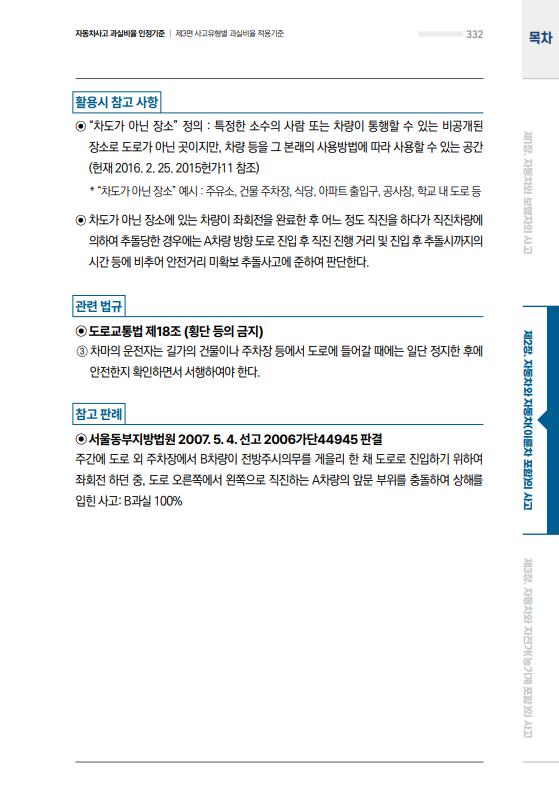 자동차사고 과실비율 인정기준 | 제3편 사고유형별 과실비율 적용기준
332
목차
활용시 참고 사항
◉ “차도가 아닌 장소” 정의 : 특정한 소수의 사람 또는 차량이 통행할 수 있는 비공개된
장소로 도로가 아닌 곳이지만, 차량 등을 그 본래의 사용방법에 따라 사용할 수 있는 공간
(헌재 2016. 2. 25. 2015헌가11 참조)
* “차도가 아닌 장소” 예시 : 주유소, 건물 주차장, 식당, 아파트 출입구, 공사장, 학교 내 도로 등
◉ 차도가 아닌 장소에 있는 차량이 좌회전을 완료한 후 어느 정도 직진을 하다가 직진차량에
의하여 추돌당한 경우에는 A차량 방향 도로 진입 후 직진 진행 거리 및 진입 후 추돌시까지의
시간 등에 비추어 안전거리 미확보 추돌사고에 준하여 판단한다.
관련 법규
◉ 도로교통법 제18조 (횡단 등의 금지)
③ 차마의 운전자는 길가의 건물이나 주차장 등에서 도로에 들어갈 때에는 일단 정지한 후에
안전한지 확인하면서 서행하여야 한다.
참고 판례
◉ 서울동부지방법원 2007. 5. 4. 선고 2006가단44945 판결
주간에 도로 외 주차장에서 B차량이 전방주시의무를 게을리 한 채 도로로 진입하기 위하여
좌회전 하던 중, 도로 오른쪽에서 왼쪽으로 직진하는 A차량의 앞문 부위를 충돌하여 상해를
입힌 사고: B과실 100%
제1장. 자동차와 보행자의 사고
제2장. 자동차와 자동차(이륜차 포함)의 사고
제3장. 자동차와 자전거(농기계 포함)의 사고